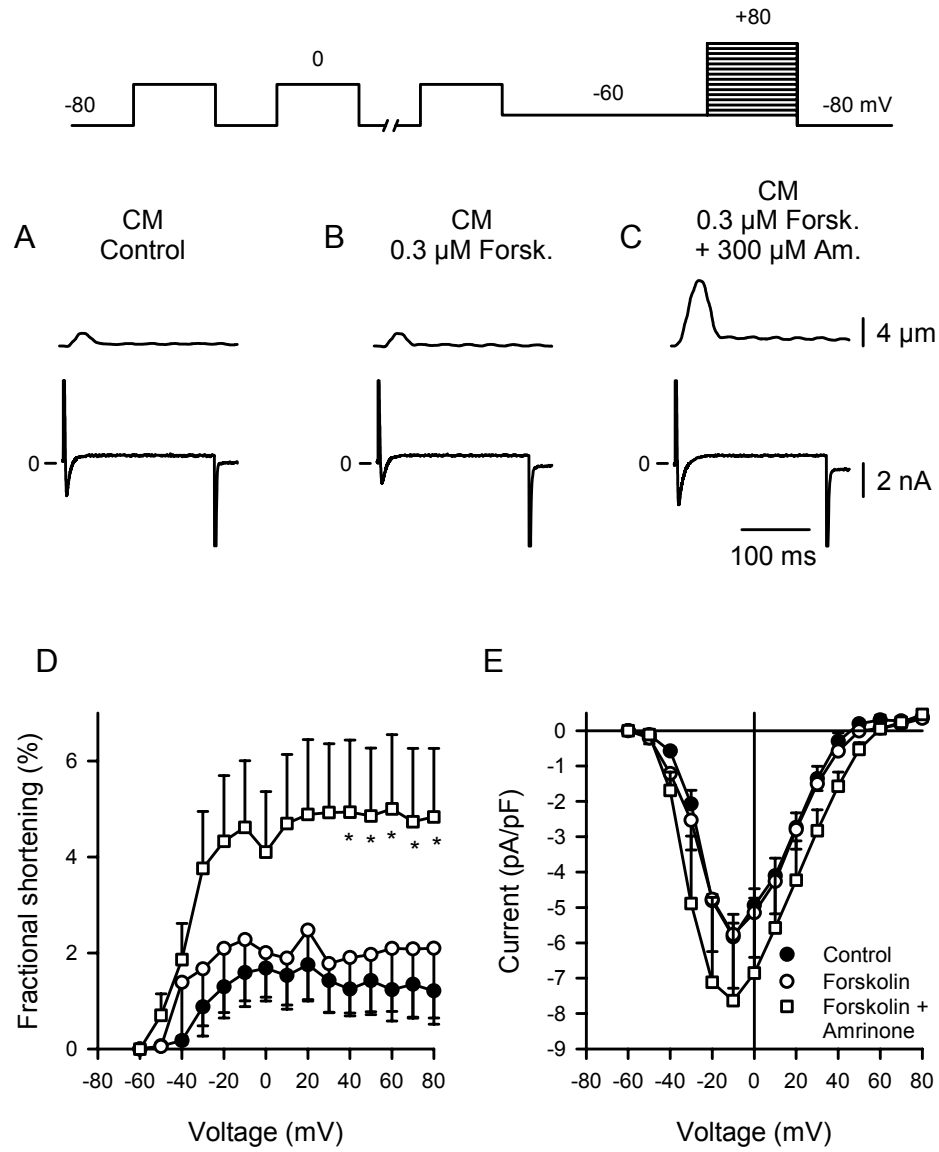 +80
0
-80
-60
-80 mV
A
CM
Control
B
CM
0.3 µM Forsk.
C
CM
0.3 µM Forsk.
+ 300 µM Am.
4 µm
0
0
0
2 nA
100 ms
D
Fractional shortening (%)
6
4
2
0
-80 -60 -40 -20 0 20 40 60 80
Voltage (mV)
* * * * *
E
Current (pA/pF)
0
-1
-2
-3
-4
-5
-6
-7
-8
-9
-80 -60 -40 -20 0 20 40 60 80
Voltage (mV)
Control
Forskolin
Forskolin +
Amrinone